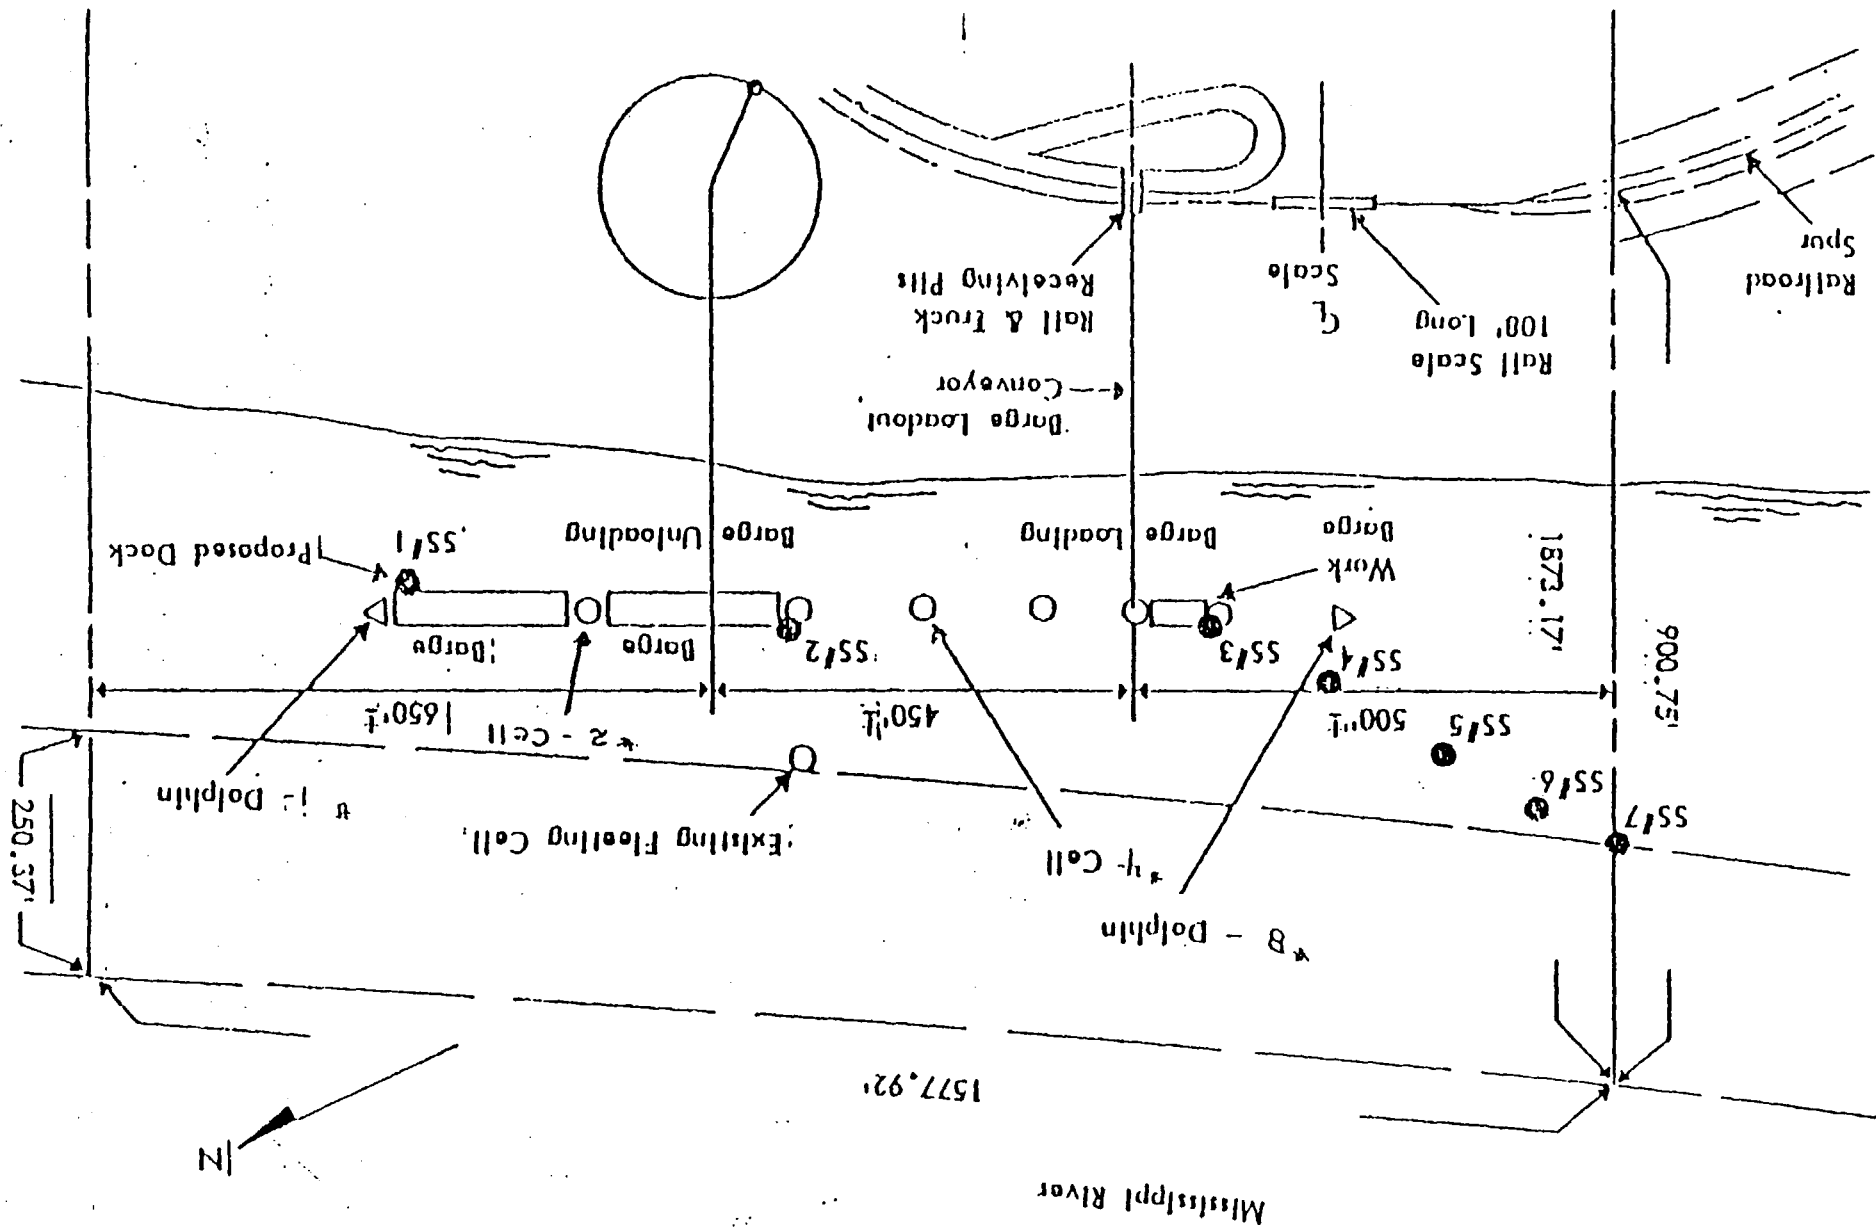 Mississippi River
N
1577.92'
250.37'
*8 - Dolphin
*4 - Cell
Existing Fleeting Cell
1 - Dolphin
SS#7
SS#6
SS#5
SS#4
SS#3
SS#2
SS#1
900.75'
1873.17'
500'±
450'±
*2 - Cell
650'±
Barge
Barge
Proposed Dock
Work
Barge
Barge Loading
Barge Unloading
Barge Loadout
Conveyor
Rail Scale
100' Long
℄
Scale
Rail & Truck
Receiving Pits
Railroad
Spur